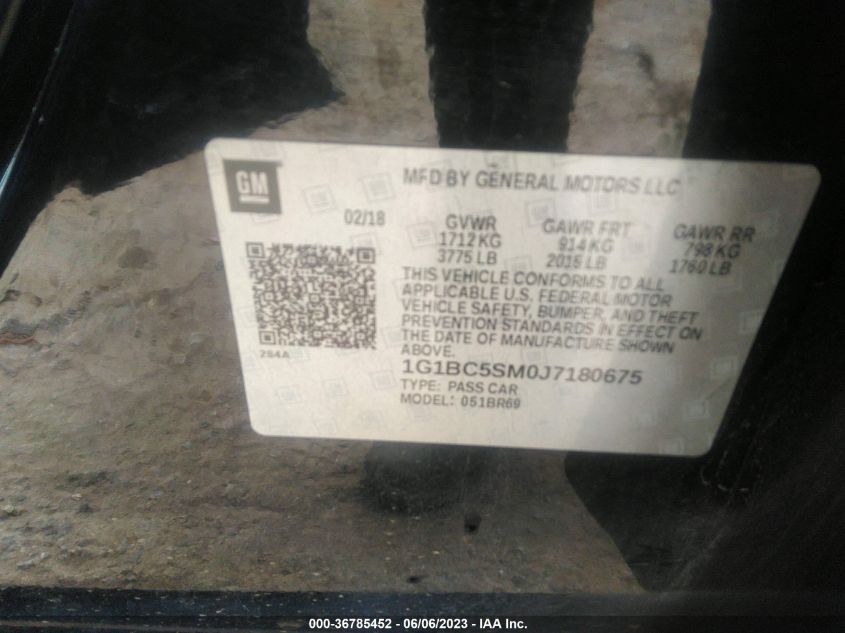 GM
MFD BY GENERAL MOTORS LLC
02/18 GVWR GAWR FRT GAWR RR
1712 KG 914 KG 798 KG
3775 LB 2015 LB 1760 LB
THIS VEHICLE CONFORMS TO ALL
APPLICABLE U.S. FEDERAL MOTOR
VEHICLE SAFETY, BUMPER, AND THEFT
PREVENTION STANDARDS IN EFFECT ON
THE DATE OF MANUFACTURE SHOWN
ABOVE.
284A
1G1BC5SM0J7180675
TYPE: PASS CAR
MODEL: 051BR69
000-36785452 - 06/06/2023 - IAA Inc.